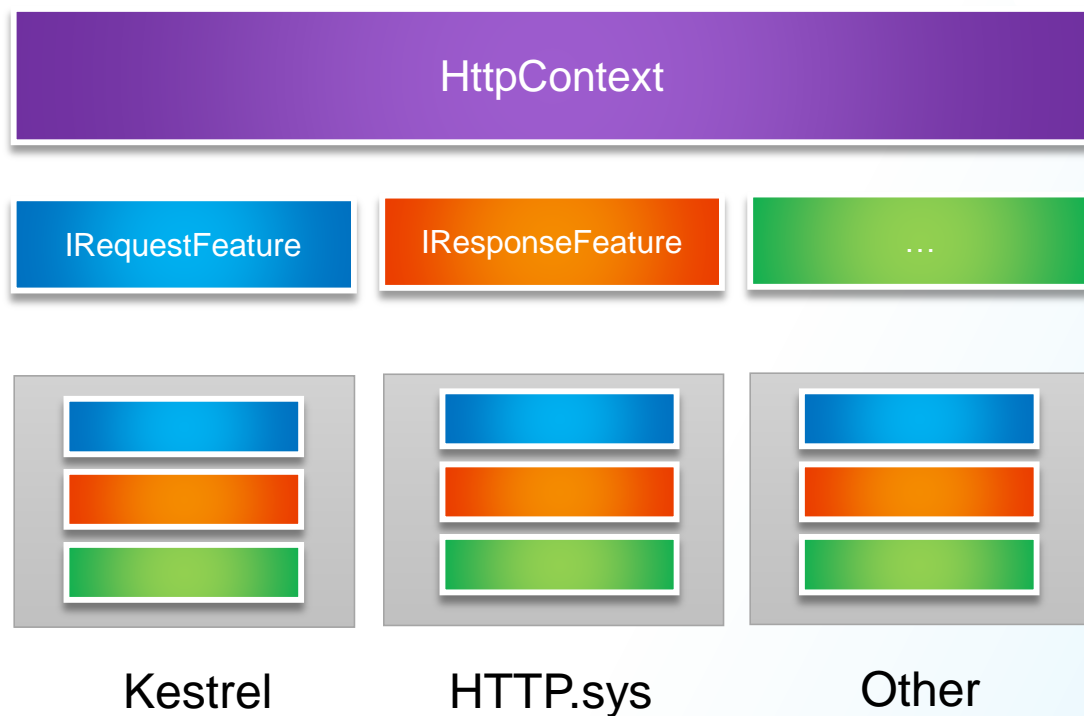 HttpContext
IRequestFeature
IResponseFeature
...
Kestrel
HTTP.sys
Other